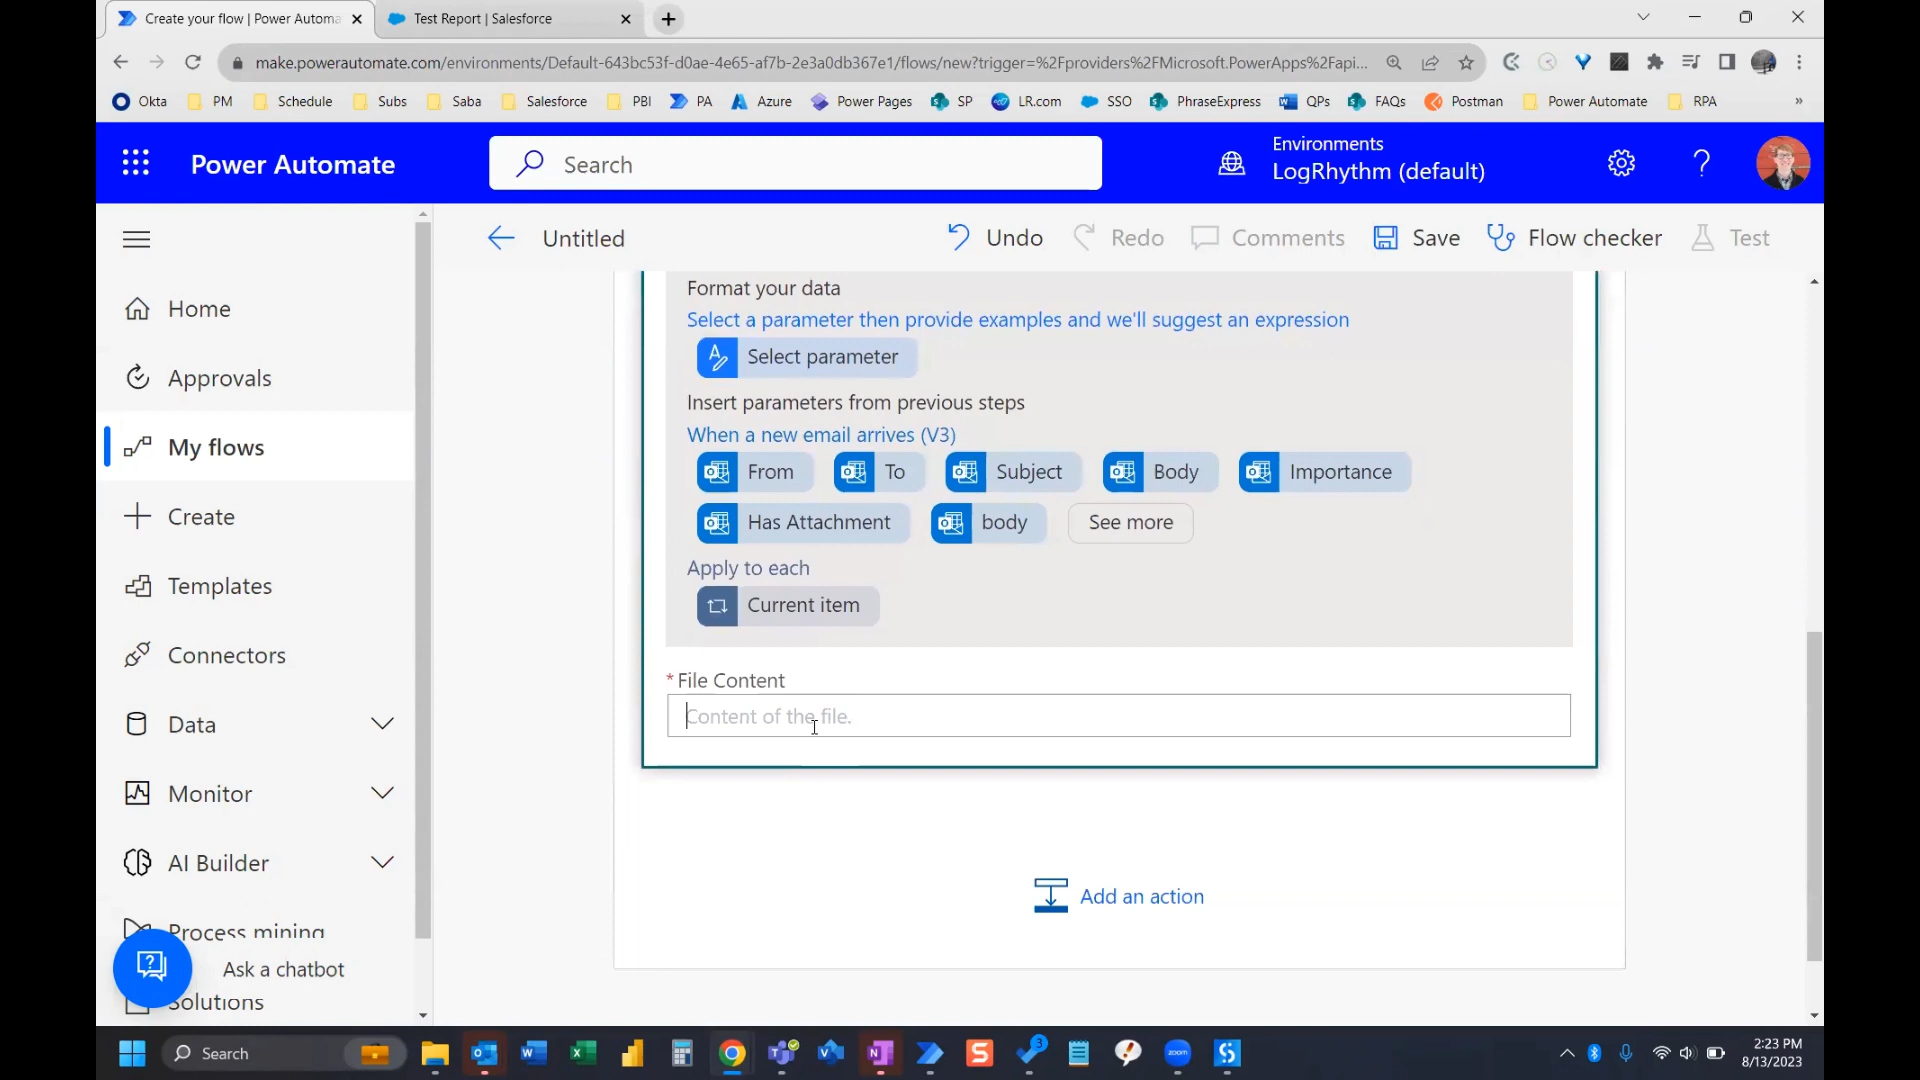 Create your flow | Power Automa
Test Report | Salesforce
make.powerautomate.com/environments/Default-643bc53f-d0ae-4e65-af7b-2e3a0db367e1/flows/new?trigger=%2Fproviders%2FMicrosoft.PowerApps%2Fapi...
Okta PM Schedule Subs Saba Salesforce PBI PA Azure Power Pages SP LR.com SSO PhraseExpress QPs FAQs Postman Power Automate RPA »
Power Automate
Search
Environments
LogRhythm (default)
Untitled
Undo Redo Comments Save Flow checker Test
Home
Approvals
My flows
Create
Templates
Connectors
Data
Monitor
AI Builder
Process mining
Ask a chatbot
Solutions
Format your data
Select a parameter then provide examples and we'll suggest an expression
Select parameter
Insert parameters from previous steps
When a new email arrives (V3)
From To Subject Body Importance
Has Attachment body See more
Apply to each
Current item
* File Content
Content of the file.
Add an action
Search
3
zoom
2:23 PM
8/13/2023